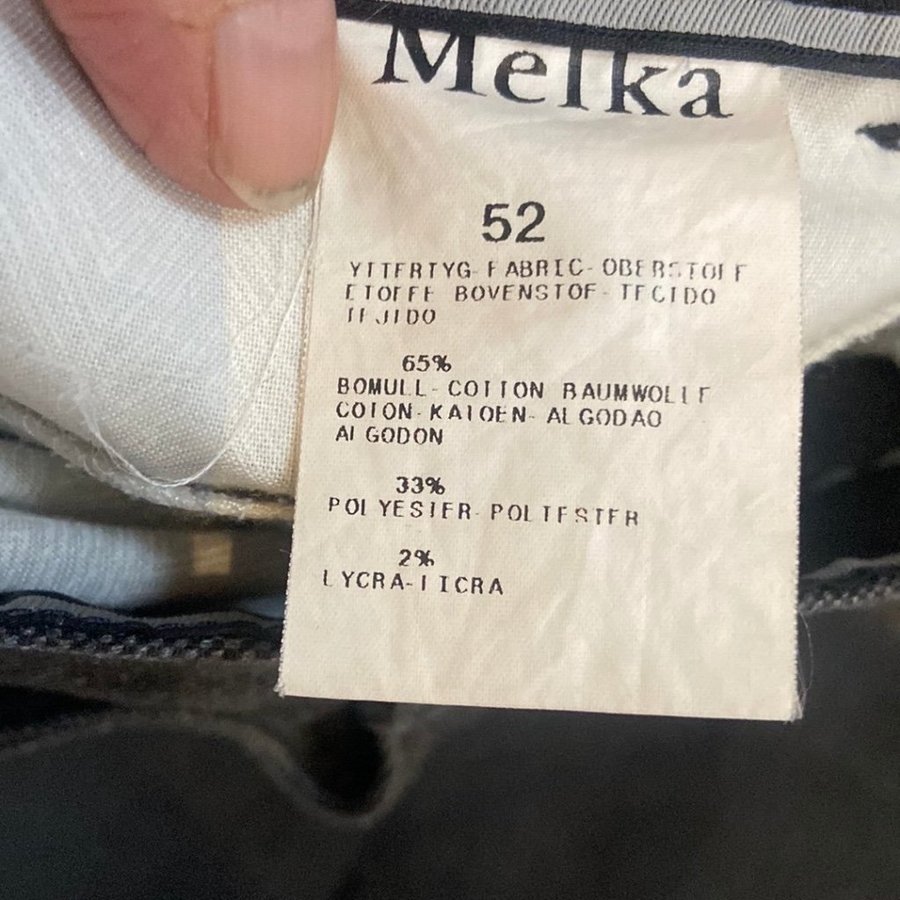 Melka
52
YTTERTYG-FABRIC-OBERSTOFF
ETOFFE BOVENSTOF-TECIDO
TEJIDO
65%
BOMULL-COTTON BAUMWOLLE
COTON-KATOEN-ALGODAO
ALGODON
33%
POLYESTER-POLIESTER
2%
LYCRA-LICRA